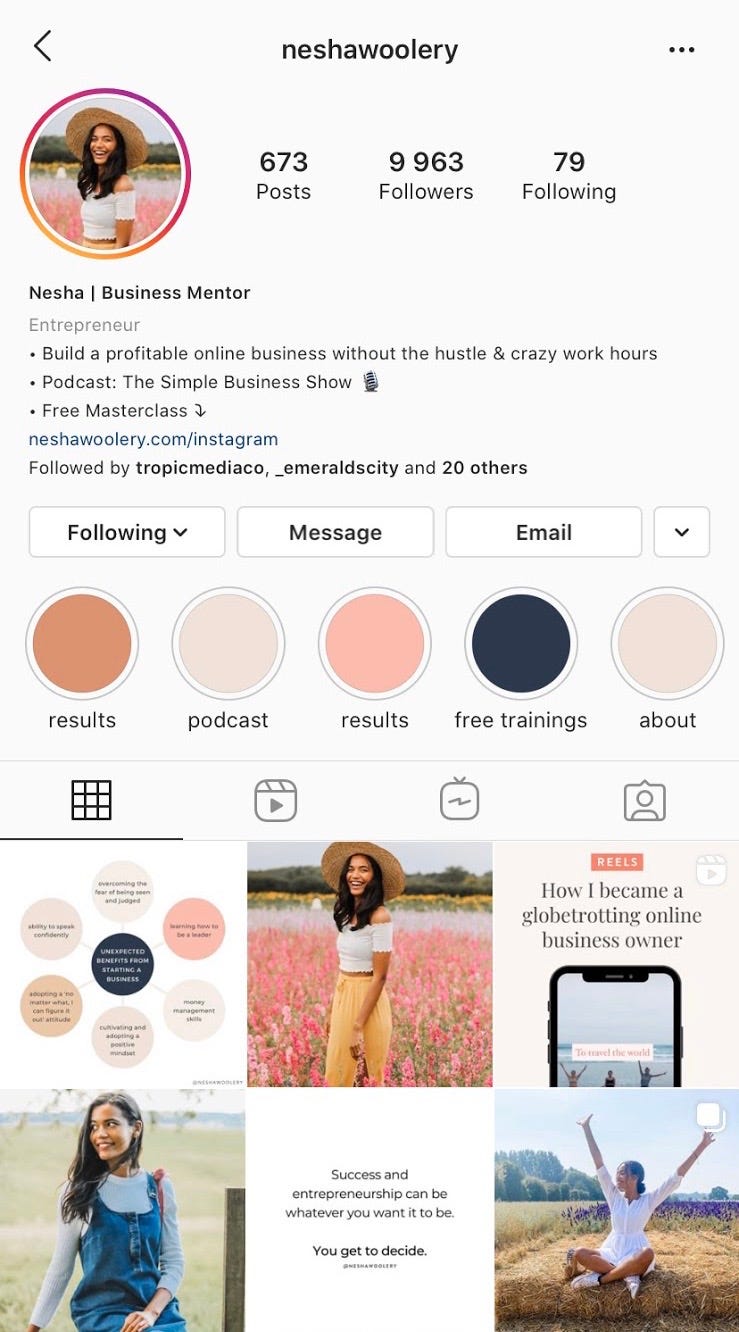 neshawoolery
673
Posts
9 963
Followers
79
Following
Nesha | Business Mentor
Entrepreneur
• Build a profitable online business without the hustle & crazy work hours
• Podcast: The Simple Business Show 🎙
• Free Masterclass ⤵
neshawoolery.com/instagram
Followed by tropicmediaco, _emeraldscity and 20 others
Following
Message
Email
results
podcast
results
free trainings
about
overcoming the
fear of being seen
and judged
ability to speak
confidently
learning how to
be a leader
UNEXPECTED
BENEFITS FROM
STARTING A
BUSINESS
adopting a 'no
matter what, I
can figure it
out' attitude
money
management
skills
cultivating and
adopting a
positive
mindset
@NESHAWOOLERY
REELS
How I became a
globetrotting online
business owner
To travel the world
Success and
entrepreneurship can be
whatever you want it to be.
You get to decide.
@NESHAWOOLERY